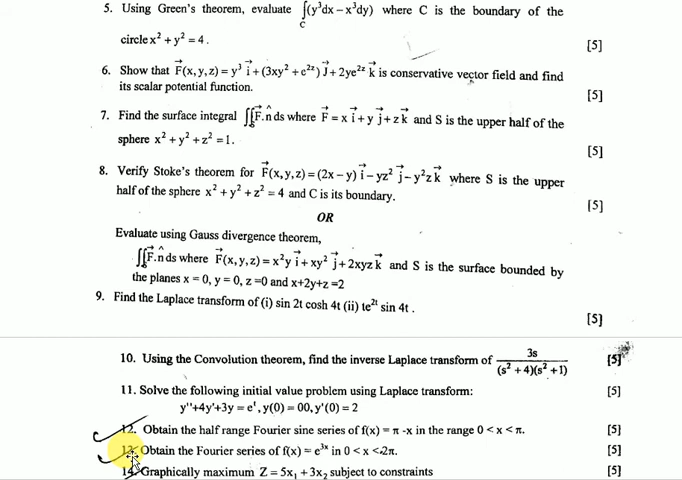 5. Using Green's theorem, evaluate ∫(y³dx – x³dy) where C is the boundary of the
C
circle x² + y² = 4 .
[5]
6. Show that F⃗(x,y,z) = y³ i⃗ + (3xy² + e²ᶻ) j⃗ + 2ye²ᶻ k⃗ is conservative vector field and find
its scalar potential function.
[5]
7. Find the surface integral ∬F⃗.n̂ ds where F⃗ = x i⃗ + y j⃗ + z k⃗ and S is the upper half of the
sphere x² + y² + z² = 1.
[5]
8. Verify Stoke's theorem for F⃗(x,y,z) = (2x – y) i⃗ – yz² j⃗ – y²z k⃗ where S is the upper
half of the sphere x² + y² + z² = 4 and C is its boundary.
[5]
OR
Evaluate using Gauss divergence theorem,
∬F⃗.n̂ ds where F⃗(x,y,z) = x²y i⃗ + xy² j⃗ + 2xyz k⃗ and S is the surface bounded by
the planes x = 0, y = 0, z =0 and x+2y+z =2
9. Find the Laplace transform of (i) sin 2t cosh 4t (ii) te²ᵗ sin 4t .
[5]
10. Using the Convolution theorem, find the inverse Laplace transform of 3s/((s² + 4)(s² + 1)) [5]
11. Solve the following initial value problem using Laplace transform: [5]
y''+4y'+3y = eᵗ, y(0) = 00, y'(0) = 2
12. Obtain the half range Fourier sine series of f(x) = π -x in the range 0 < x < π. [5]
13. Obtain the Fourier series of f(x) = e³ˣ in 0 < x < 2π. [5]
14. Graphically maximum Z = 5x₁ + 3x₂ subject to constraints [5]